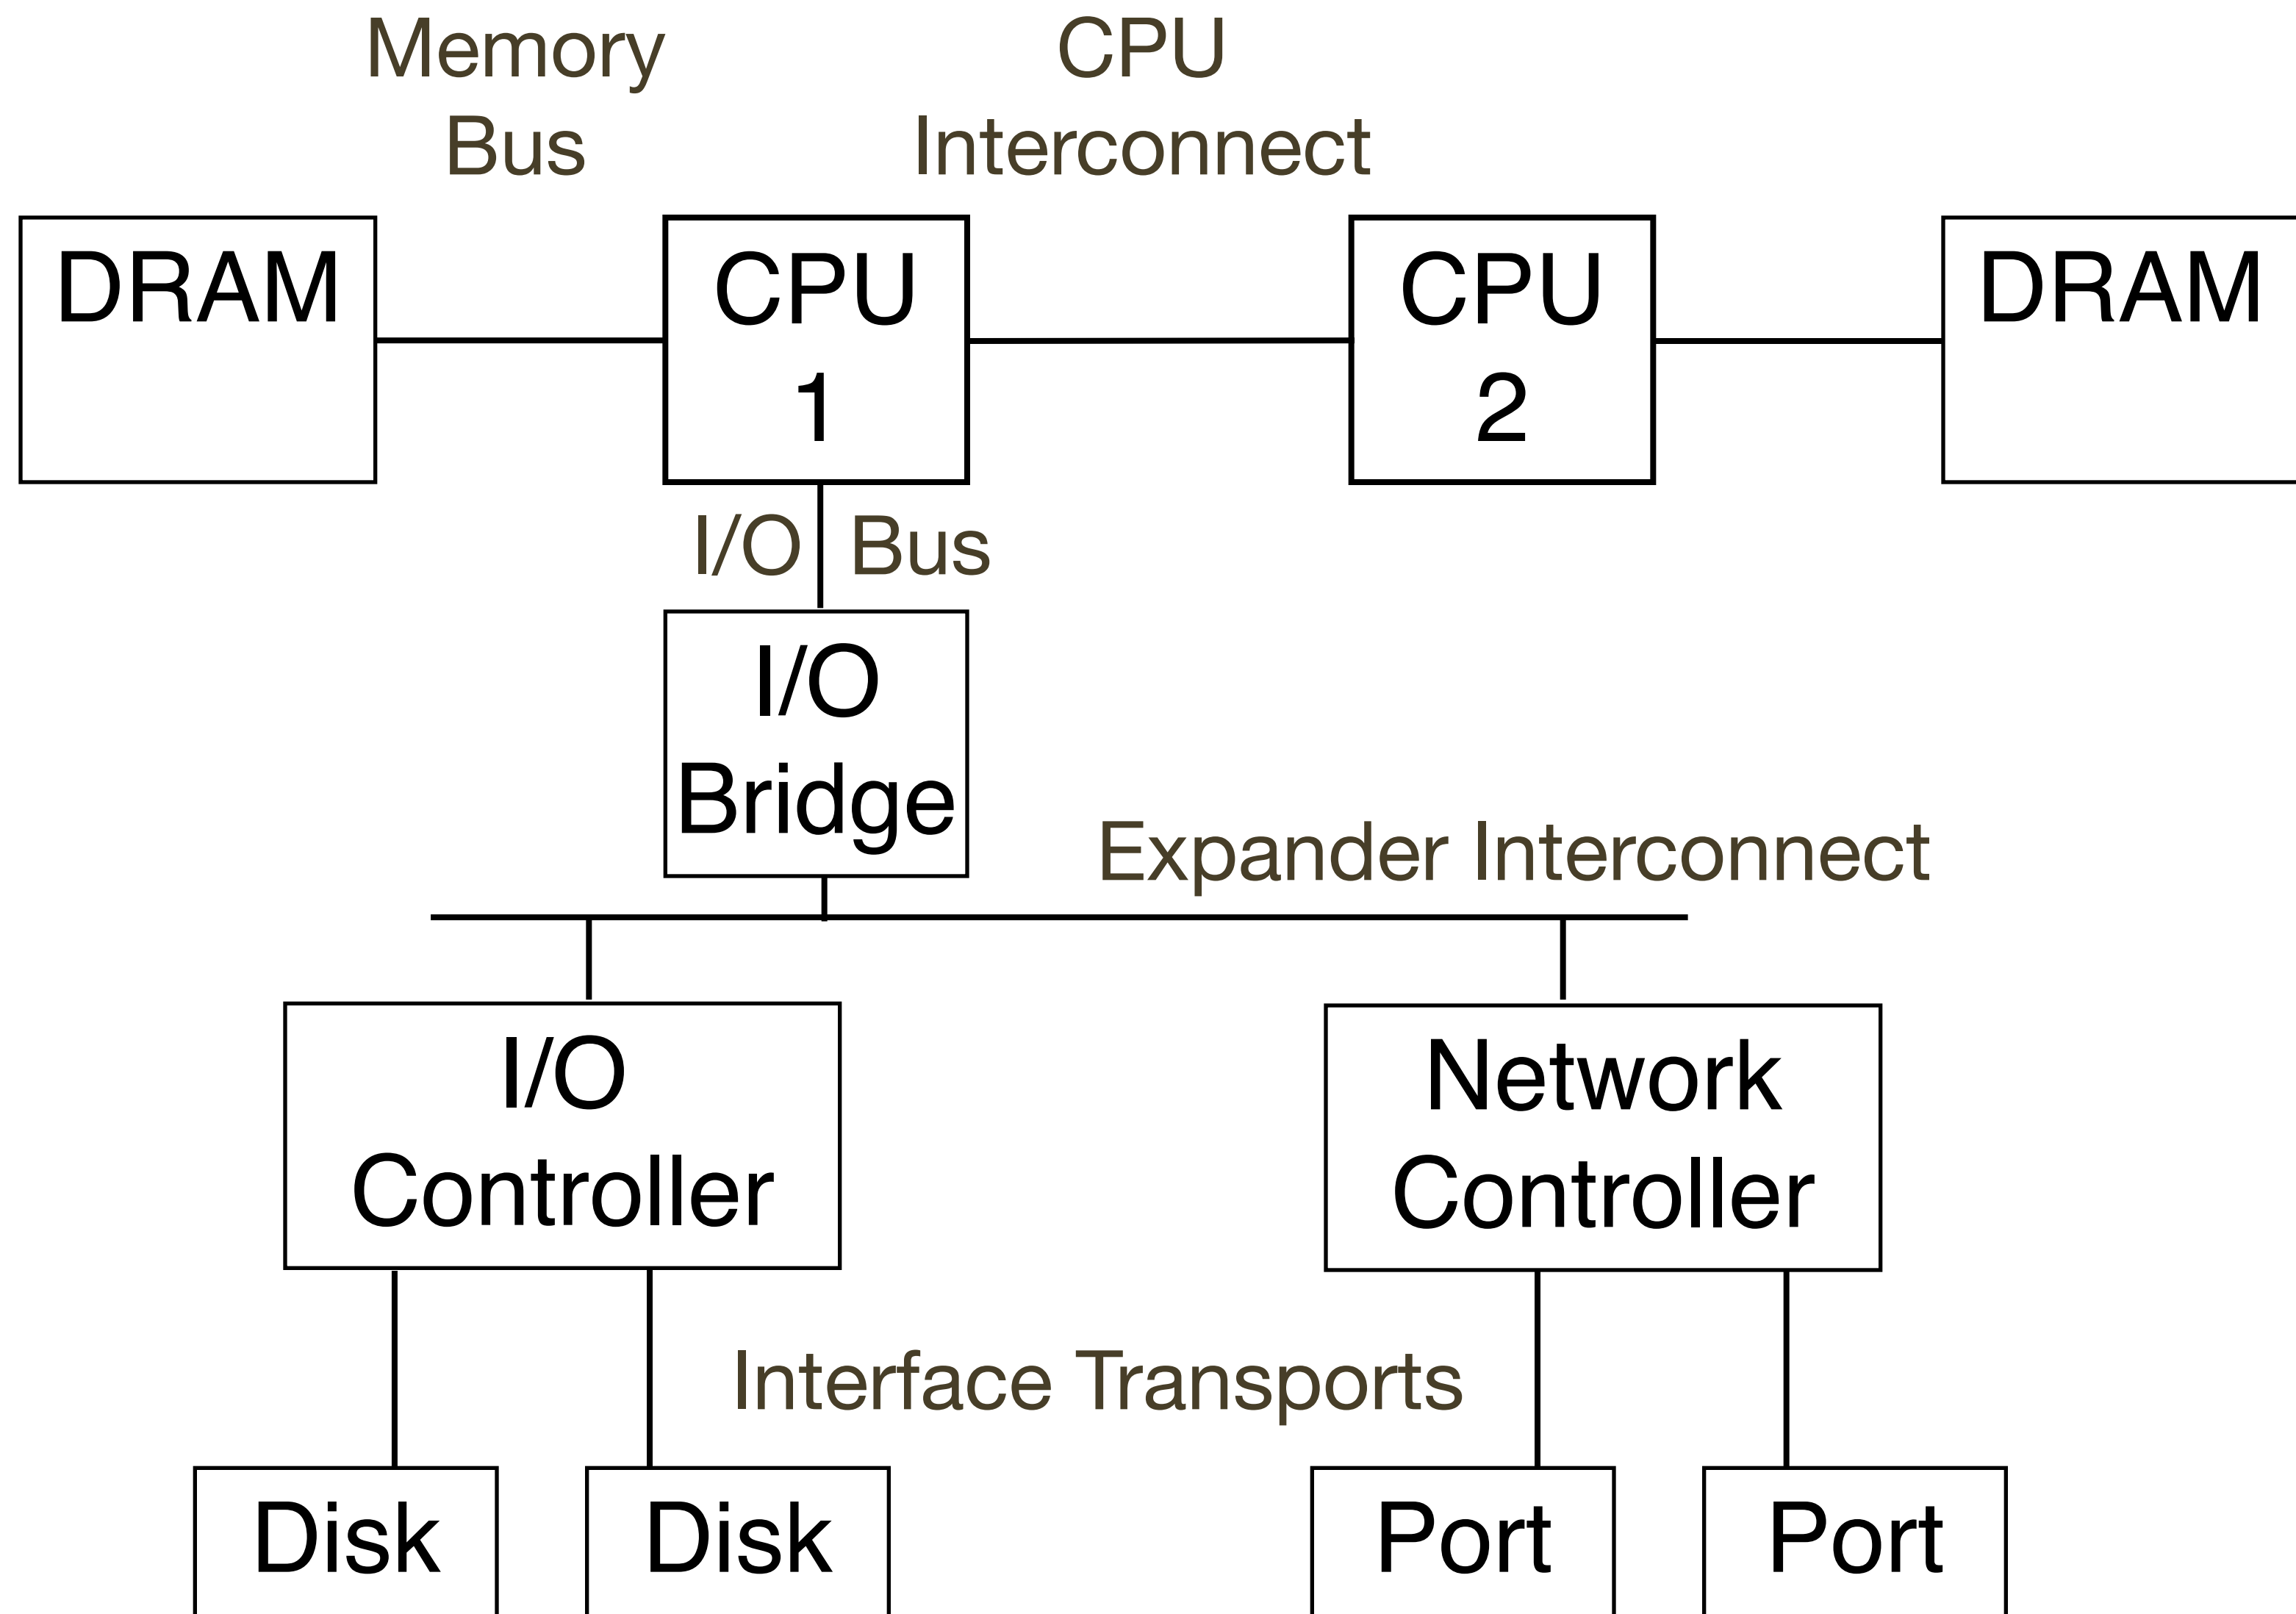 Memory
Bus
CPU
Interconnect
DRAM
CPU
1
CPU
2
DRAM
I/O Bus
I/O
Bridge
Expander Interconnect
I/O
Controller
Network
Controller
Interface Transports
Disk
Disk
Port
Port